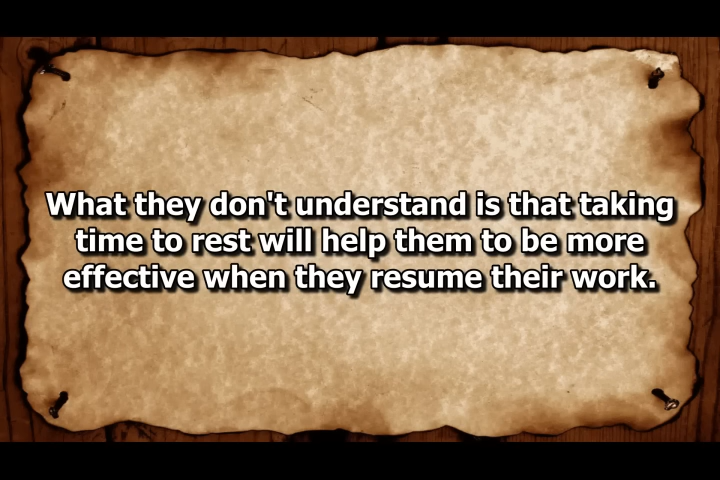 What they don't understand is that taking
time to rest will help them to be more
effective when they resume their work.